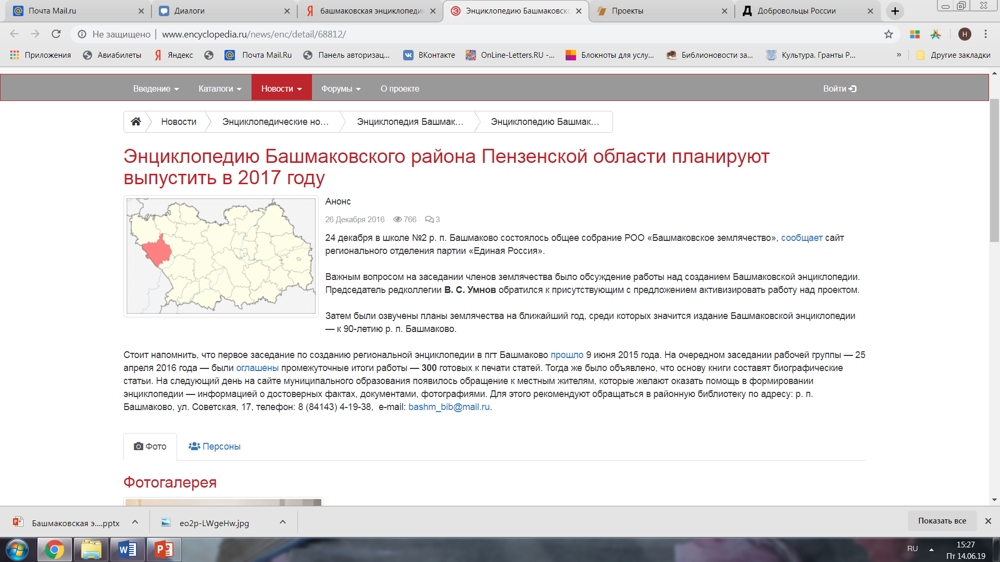 Почта Mail.ru
Диалоги
башмаковская энциклопедия
Энциклопедию Башмаковско
Проекты
Добровольцы России
Не защищено | www.encyclopedia.ru/news/enc/detail/68812/
Н
Приложения
Авиабилеты
Яндекс
Почта Mail.Ru
Панель авторизац...
ВКонтакте
OnLine-Letters.RU -...
Блокноты для услу...
Библионовости за...
Культура. Гранты Р...
»
Другие закладки
Введение
Каталоги
Новости
Форумы
О проекте
Войти
Новости
Энциклопедические но...
Энциклопедия Башмак...
Энциклопедию Башмак...
Энциклопедию Башмаковского района Пензенской области планируют
выпустить в 2017 году
Анонс
26 Декабря 2016 766 3
24 декабря в школе №2 р. п. Башмаково состоялось общее собрание РОО «Башмаковское землячество», сообщает сайт
регионального отделения партии «Единая Россия».
Важным вопросом на заседании членов землячества было обсуждение работы над созданием Башмаковской энциклопедии.
Председатель редколлегии В. С. Умнов обратился к присутствующим с предложением активизировать работу над проектом.
Затем были озвучены планы землячества на ближайший год, среди которых значится издание Башмаковской энциклопедии
— к 90-летию р. п. Башмаково.
Стоит напомнить, что первое заседание по созданию региональной энциклопедии в пгт Башмаково прошло 9 июня 2015 года. На очередном заседании рабочей группы — 25
апреля 2016 года — были оглашены промежуточные итоги работы — 300 готовых к печати статей. Тогда же было объявлено, что основу книги составят биографические
статьи. На следующий день на сайте муниципального образования появилось обращение к местным жителям, которые желают оказать помощь в формировании
энциклопедии — информацией о достоверных фактах, документами, фотографиями. Для этого рекомендуют обращаться в районную библиотеку по адресу: р. п.
Башмаково, ул. Советская, 17, телефон: 8 (84143) 4-19-38, e-mail: bashm_bib@mail.ru.
Фото
Персоны
Фотогалерея
Башмаковская э....pptx
eo2p-LWgeHw.jpg
Показать все
RU
15:27
Пт 14.06.19